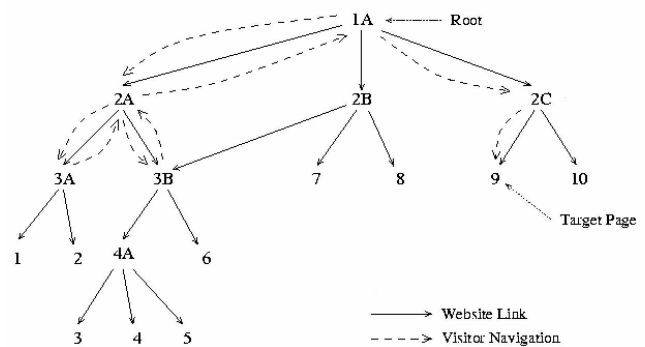 1A Root
2A 2B 2C
3A 3B 7 8 9 10
Target Page
1 2 4A 6
3 4 5
Website Link
Visitor Navigation